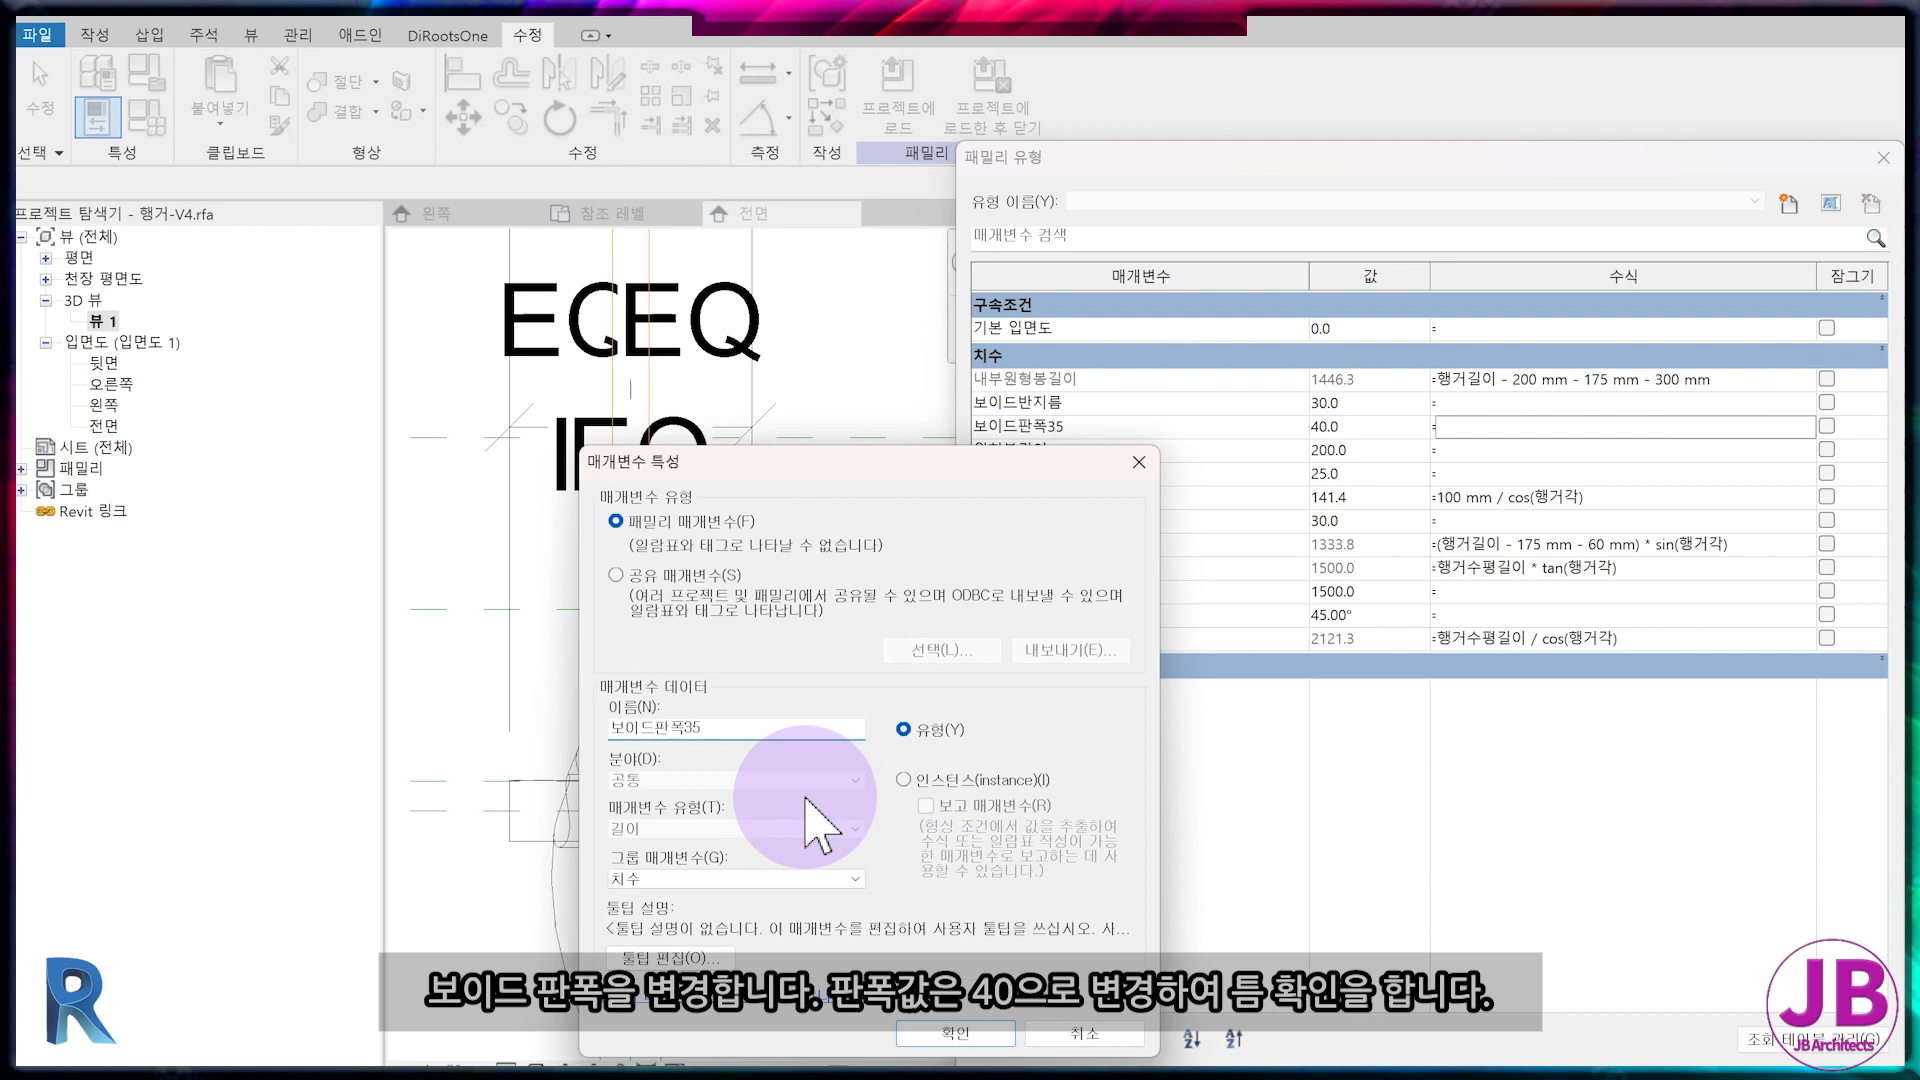 파일 작성 삽입 주석 뷰 관리 애드인 DiRootsOne 수정
수정
붙여넣기
절단
결합
프로젝트에
로드
프로젝트에
로드한 후 닫기
선택 특성 클립보드 형상 수정 측정 작성 패밀리
프로젝트 탐색기 - 행거-V4.rfa
뷰 (전체)
평면
천장 평면도
3D 뷰
뷰 1
입면도 (입면도 1)
뒷면
오른쪽
왼쪽
전면
시트 (전체)
패밀리
그룹
Revit 링크
왼쪽 참조 레벨 전면
EQEQ
패밀리 유형
유형 이름(Y):
매개변수 검색
매개변수 값 수식 잠그기
구속조건
기본 입면도 0.0 =
치수
내부원형봉길이 1446.3 =행거길이 - 200 mm - 175 mm - 300 mm
보이드반지름 30.0 =
보이드판폭35 40.0 =
200.0 =
25.0 =
141.4 =100 mm / cos(행거각)
30.0 =
1333.8 =(행거길이 - 175 mm - 60 mm) * sin(행거각)
1500.0 =행거수평길이 * tan(행거각)
1500.0 =
45.00° =
2121.3 =행거수평길이 / cos(행거각)
매개변수 특성
매개변수 유형
패밀리 매개변수(F)
(일람표와 태그로 나타날 수 없습니다)
공유 매개변수(S)
(여러 프로젝트 및 패밀리에서 공유될 수 있으며 ODBC로 내보낼 수 있으며
일람표와 태그로 나타납니다)
선택(L)... 내보내기(E)...
매개변수 데이터
이름(N):
보이드판폭35
유형(Y)
분야(D):
공통
인스턴스(instance)(I)
매개변수 유형(T):
길이
보고 매개변수(R)
(형상 조건에서 값을 추출하여
수식 또는 일람표 작성이 가능
한 매개변수로 보고하는 데 사
용할 수 있습니다.)
그룹 매개변수(G):
치수
툴팁 설명:
<툴팁 설명이 없습니다. 이 매개변수를 편집하여 사용자 툴팁을 쓰십시오. 사...
툴팁 편집(O)...
보이드 판폭을 변경합니다. 판폭값은 40으로 변경하여 틈 확인을 합니다.
확인 취소
조회 테이블 관리(G)
R
JB
JB Architects